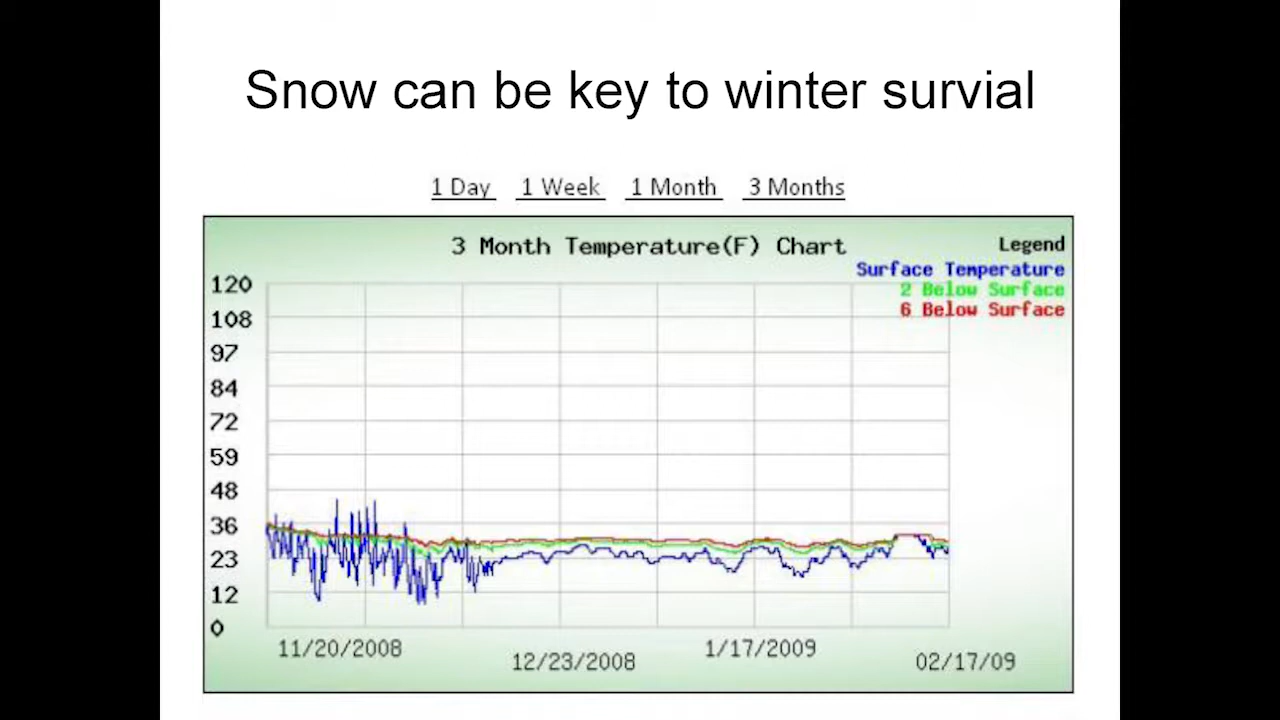 Snow can be key to winter survial
1 Day 1 Week 1 Month 3 Months
3 Month Temperature(F) Chart
Legend
Surface Temperature
2 Below Surface
6 Below Surface
120
108
97
84
72
59
48
36
23
12
0
11/20/2008
12/23/2008
1/17/2009
02/17/09